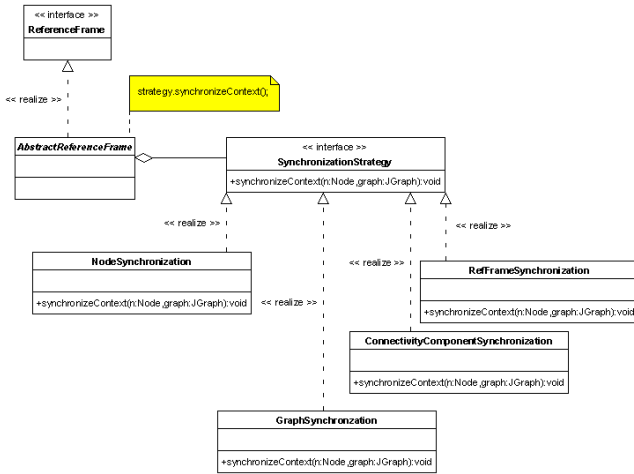 << interface >>
ReferenceFrame
<< realize >>
strategy.synchronizeContext();
AbstractReferenceFrame
<< interface >>
SynchronizationStrategy
+synchronizeContext(n:Node,graph:JGraph):void
<< realize >>
<< realize >>
<< realize >>
<< realize >>
NodeSynchronization
+synchronizeContext(n:Node,graph:JGraph):void
RefFrameSynchronization
+synchronizeContext(n:Node,graph:JGraph):void
ConnectivityComponentSynchronization
+synchronizeContext(n:Node,graph:JGraph):void
GraphSynchronzation
+synchronizeContext(n:Node,graph:JGraph):void